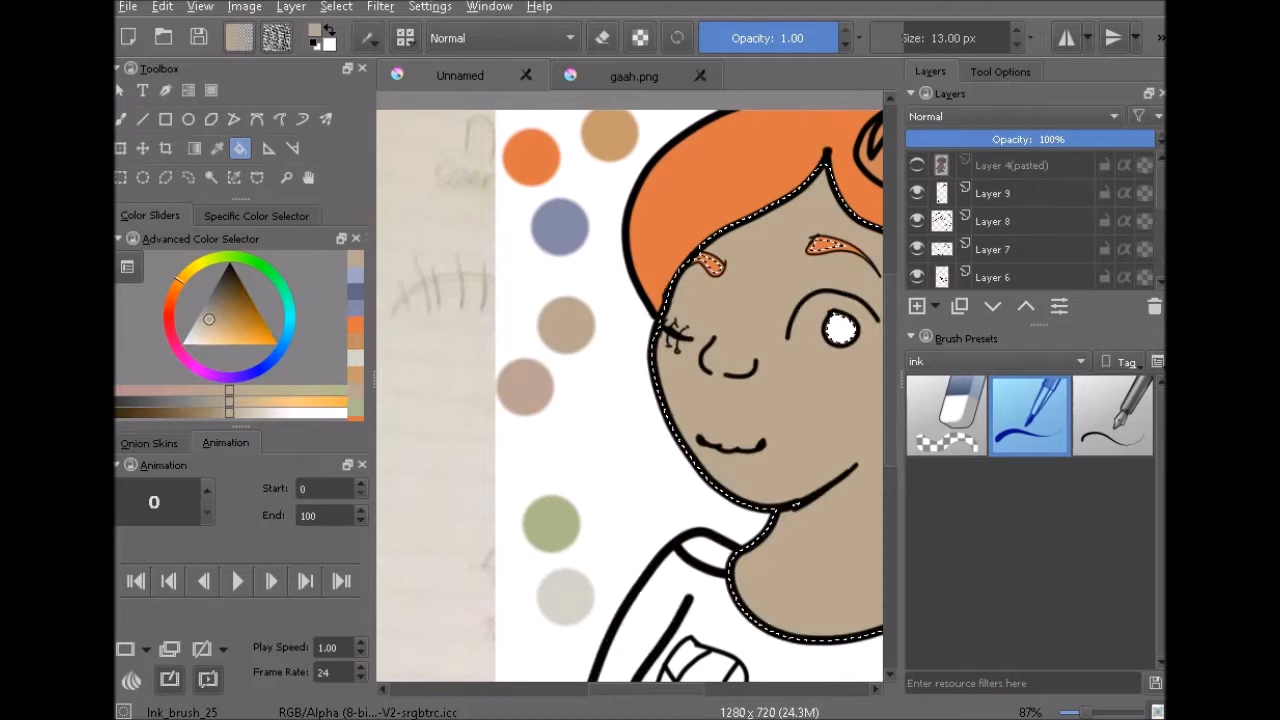 File Edit View Image Layer Select Filter Settings Window Help
Normal
Opacity: 1.00
Size: 13.00 px
Toolbox
Unnamed
gaah.png
Layers
Tool Options
Layers
Normal
Opacity: 100%
Layer 4(pasted)
Layer 9
Layer 8
Layer 7
Layer 6
Color Sliders
Specific Color Selector
Advanced Color Selector
Brush Presets
ink
Tag
Onion Skins
Animation
Animation
0
Start: 0
End: 100
Play Speed: 1.00
Frame Rate: 24
Enter resource filters here
Ink_brush_25
RGB/Alpha (8-bi...-V2-srgbtrc.icc
1280 x 720 (24.3M)
87%